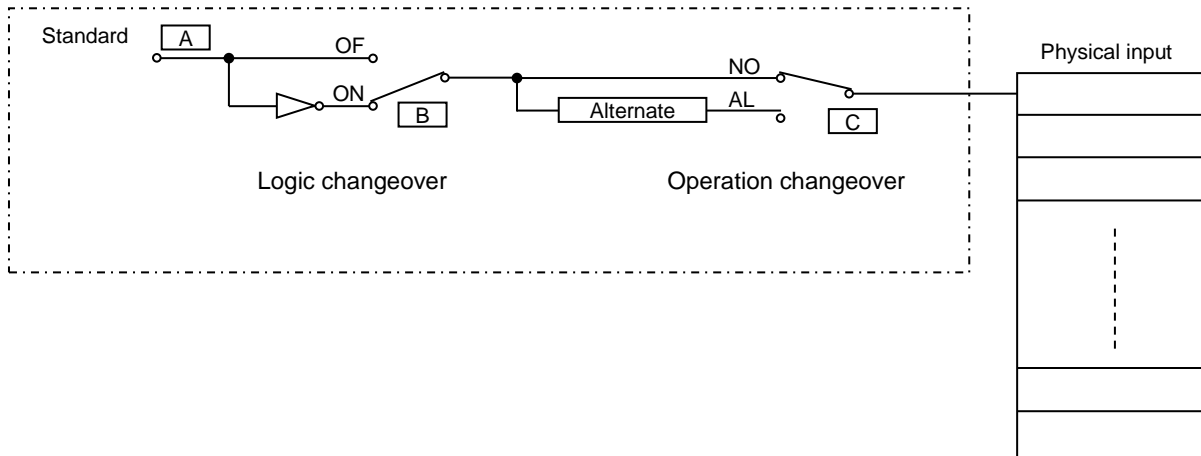 Standard
A
OF
Physical input
NO
ON
AL
B
Alternate
C
Logic changeover
Operation changeover